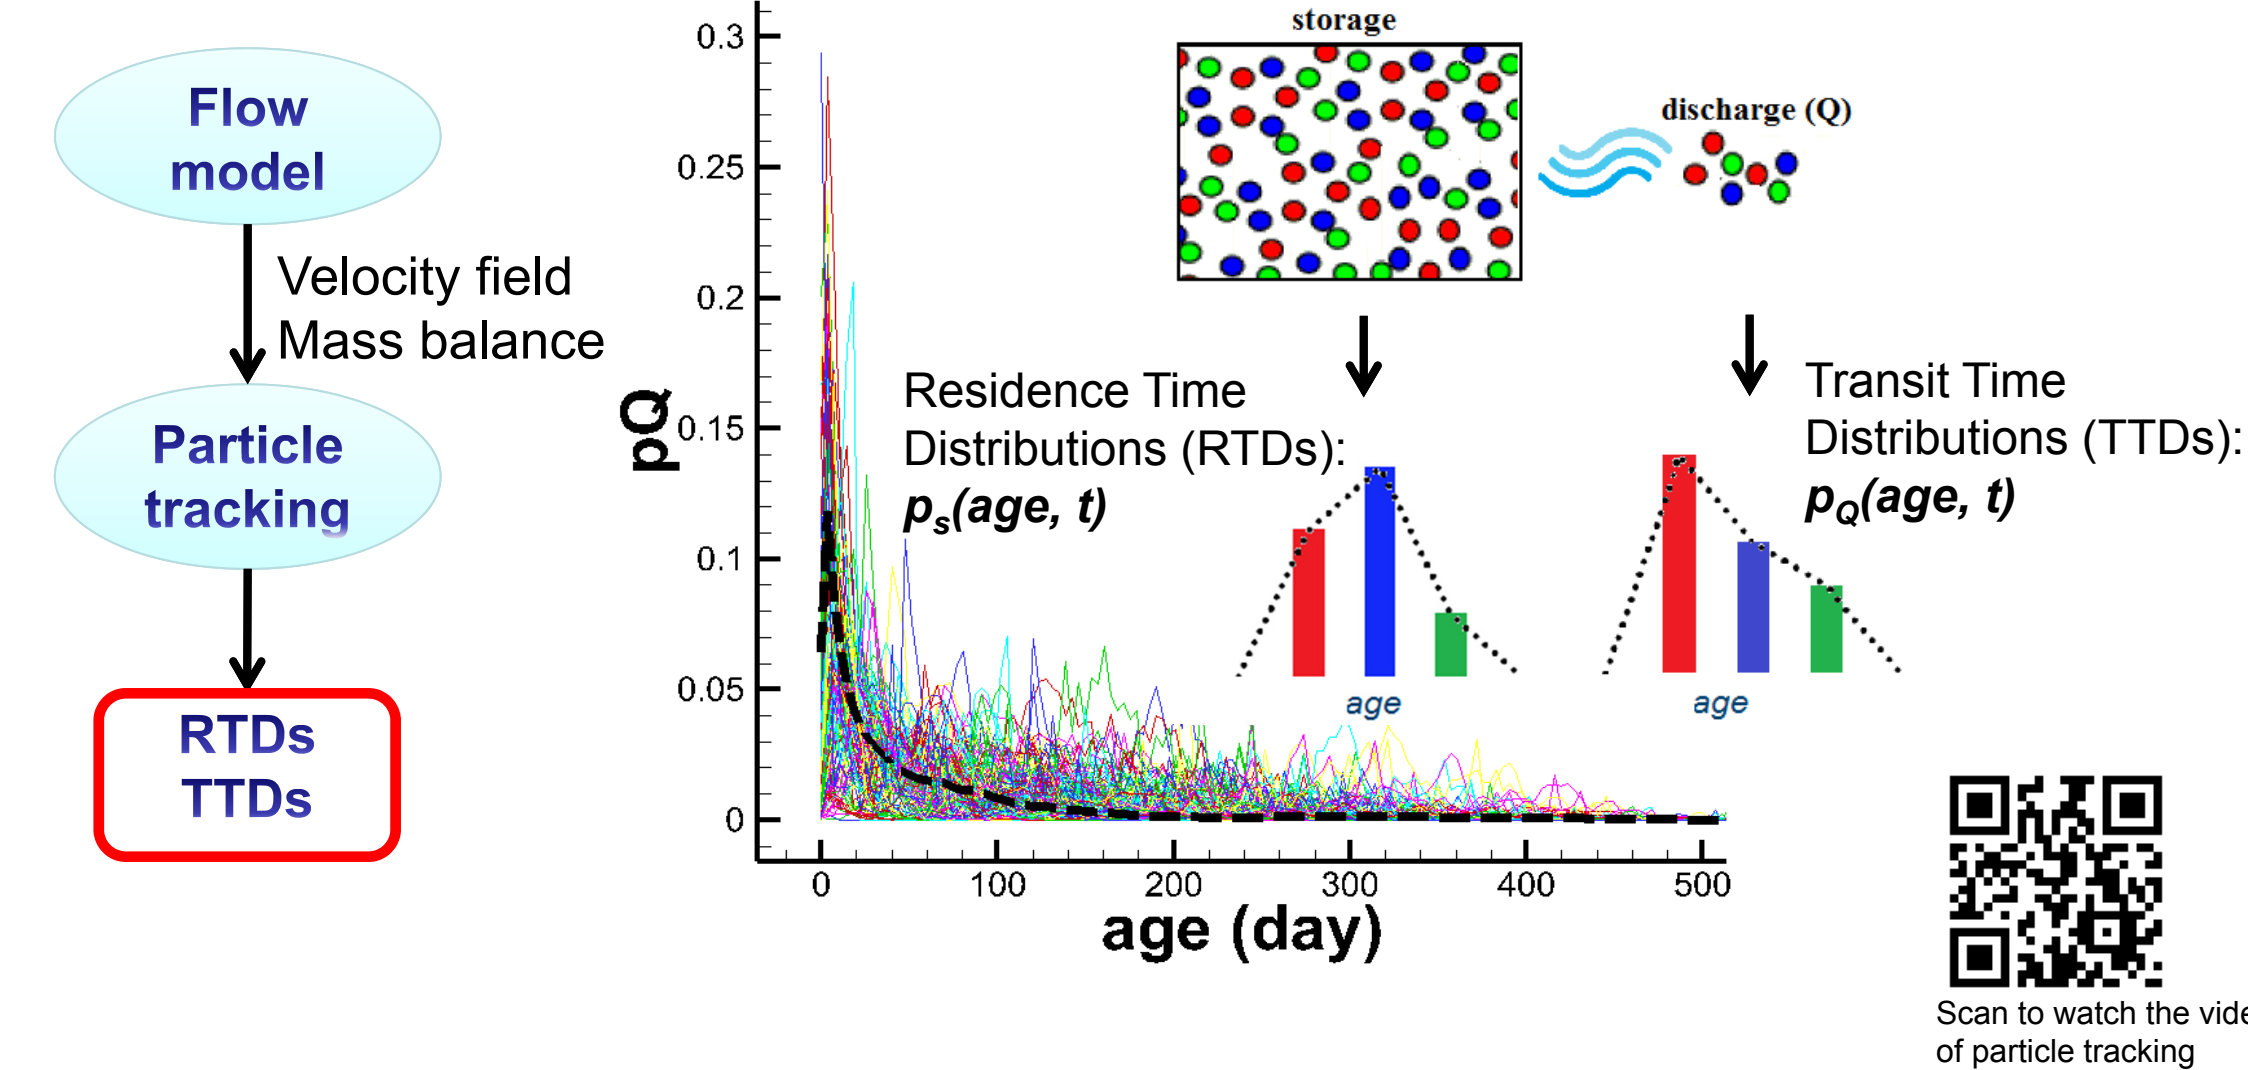 Flow
model
Velocity field
Mass balance
Particle
tracking
RTDs
TTDs
pQ
0.3
0.25
0.2
0.15
0.1
0.05
0
0
100
200
300
400
500
age (day)
storage
discharge (Q)
Residence Time
Distributions (RTDs):
ps(age, t)
age
Transit Time
Distributions (TTDs):
pQ(age, t)
age
Scan to watch the vide
of particle tracking